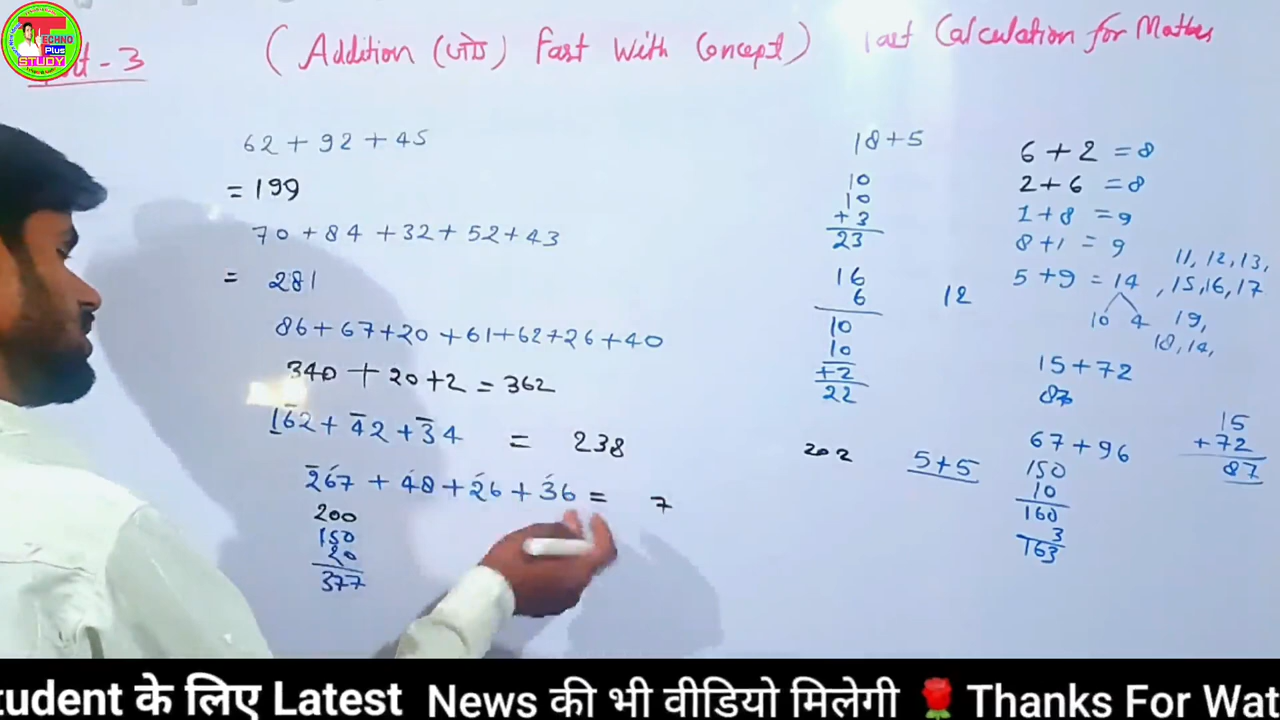 TECHNO
Plus
STUDY
- 3
( Addition (जोड़) Fast With Concept ) Fast Calculation for Maths
62 + 92 + 45
= 199
70 + 84 + 32 + 52 + 43
= 281
86 + 67 + 20 + 61 + 62 + 26 + 40
340 + 20 + 2 = 362
162 + 42 + 34 = 238
267 + 48 + 26 + 36 = 7
200
150
20
377
18 + 5
10
10
+ 3
23
16
6
10
10
+ 2
22
12
202
5 + 5
6 + 2 = 8
2 + 6 = 8
1 + 8 = 9
8 + 1 = 9
5 + 9 = 14
10 4
11, 12, 13,
, 15, 16, 17
19,
18, 14,
15 + 72
67 + 96
150
10
160
3
163
15
+ 72
87
tudent के लिए Latest News की भी वीडियो मिलेगी 🌹Thanks For Wat